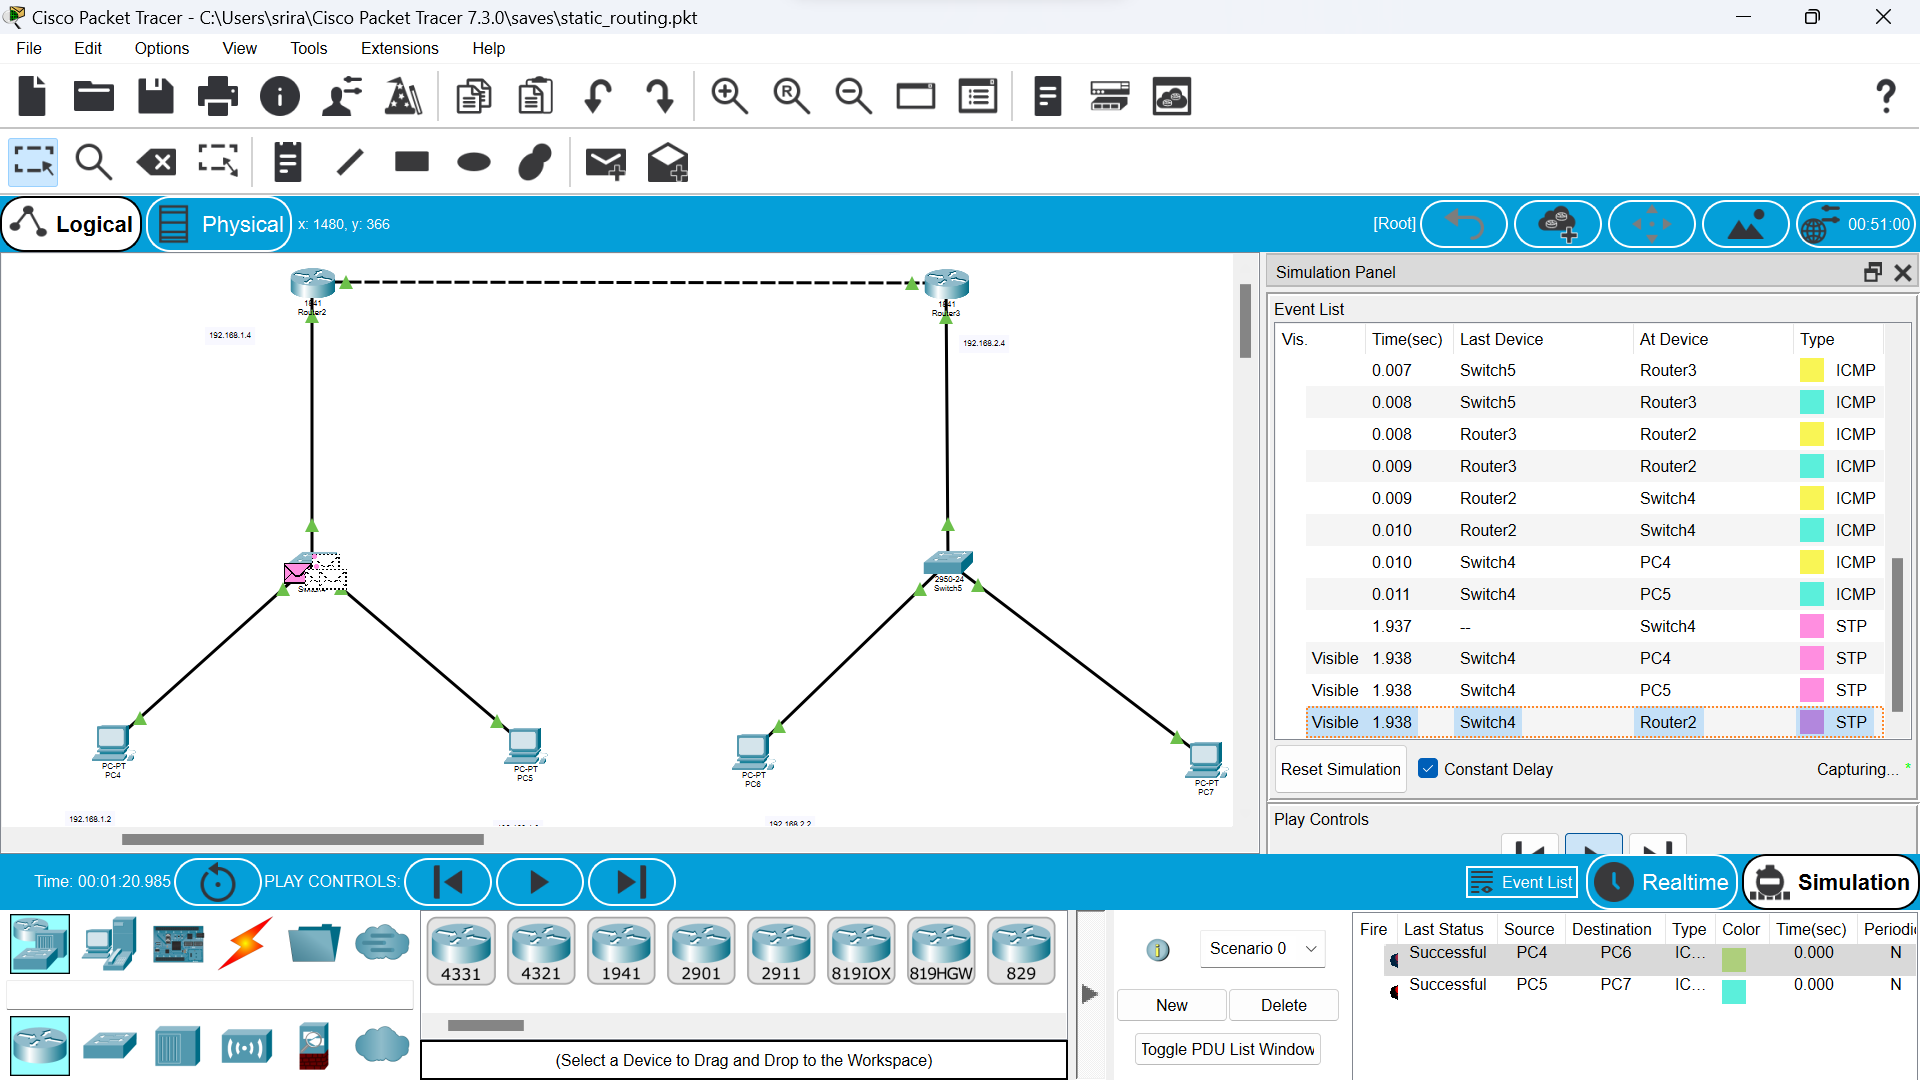 Cisco Packet Tracer - C:\Users\srira\Cisco Packet Tracer 7.3.0\saves\static_routing.pkt
File Edit Options View Tools Extensions Help
Logical Physical x: 1480, y: 366 [Root] 00:51:00
1841
Router2
192.168.1.4
1841
Router3
192.168.2.4
2950-24
Switch5
PC-PT
PC4
PC-PT
PC5
PC-PT
PC6
PC-PT
PC7
192.168.1.2
192.168.2.2
Simulation Panel
Event List
Vis. Time(sec) Last Device At Device Type
0.007 Switch5 Router3 ICMP
0.008 Switch5 Router3 ICMP
0.008 Router3 Router2 ICMP
0.009 Router3 Router2 ICMP
0.009 Router2 Switch4 ICMP
0.010 Router2 Switch4 ICMP
0.010 Switch4 PC4 ICMP
0.011 Switch4 PC5 ICMP
1.937 -- Switch4 STP
Visible 1.938 Switch4 PC4 STP
Visible 1.938 Switch4 PC5 STP
Visible 1.938 Switch4 Router2 STP
Reset Simulation Constant Delay Capturing... *
Play Controls
Time: 00:01:20.985 PLAY CONTROLS: Event List Realtime Simulation
4331 4321 1941 2901 2911 819IOX 819HGW 829
(Select a Device to Drag and Drop to the Workspace)
Scenario 0
New Delete
Toggle PDU List Window
Fire Last Status Source Destination Type Color Time(sec) Periodic
Successful PC4 PC6 IC... 0.000 N
Successful PC5 PC7 IC... 0.000 N